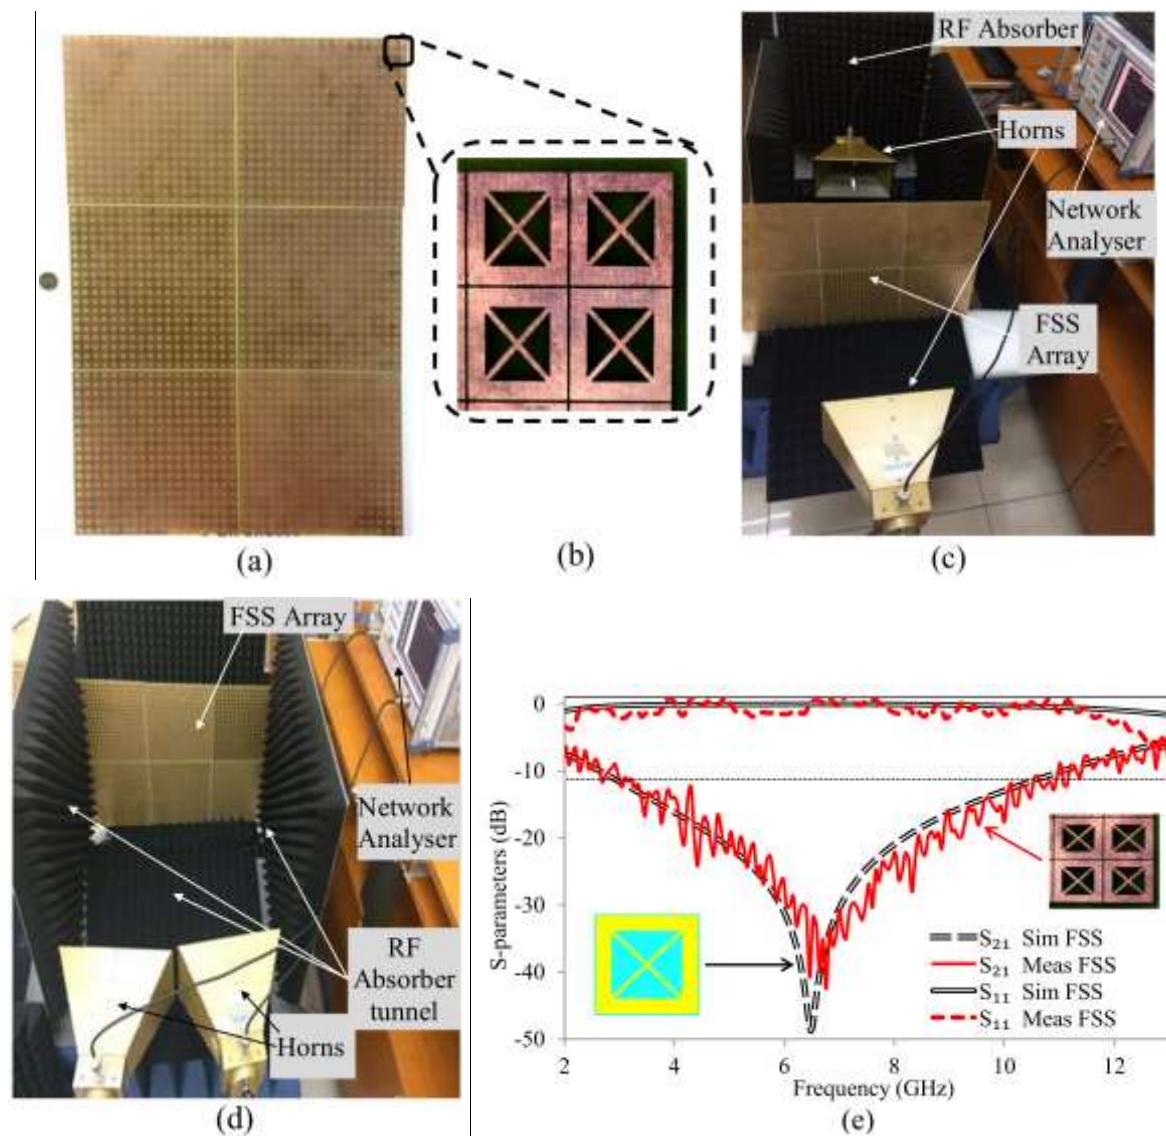 RF Absorber
Horns
Network
Analyser
FSS
Array
(a)
(b)
(c)
FSS Array
Network
Analyser
RF
Absorber
tunnel
Horns
(d)
0
-10
-20
-30
-40
-50
S-parameters (dB)
S₂₁ Sim FSS
S₂₁ Meas FSS
S₁₁ Sim FSS
S₁₁ Meas FSS
2
4
6
8
10
12
Frequency (GHz)
(e)